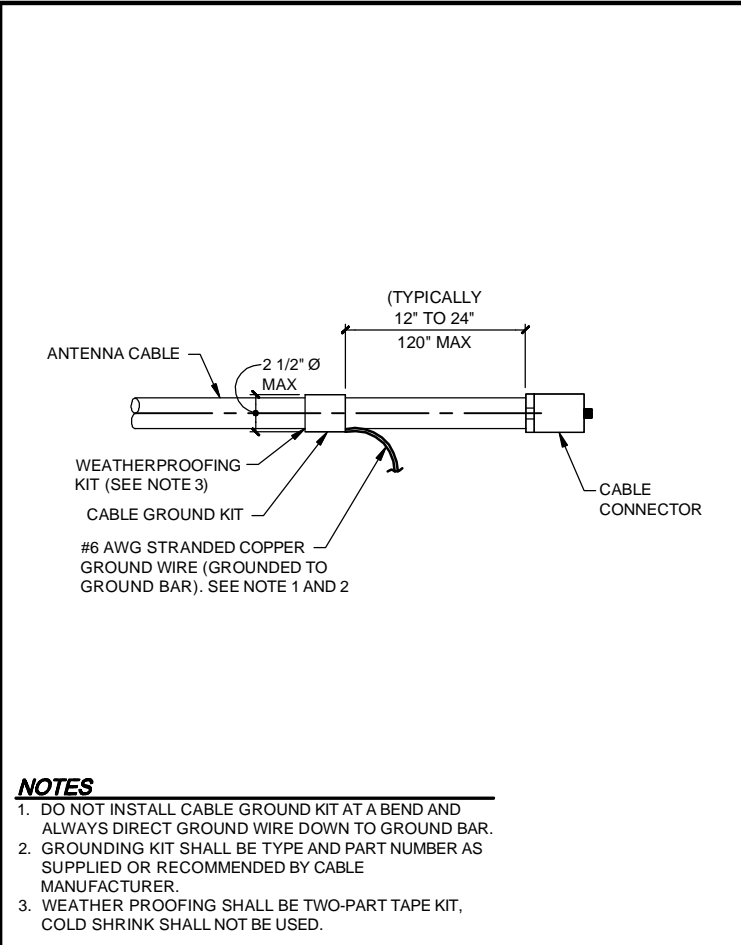 (TYPICALLY
12" TO 24"
120" MAX
ANTENNA CABLE
2 1/2" Ø
MAX
WEATHERPROOFING
KIT (SEE NOTE 3)
CABLE GROUND KIT
#6 AWG STRANDED COPPER
GROUND WIRE (GROUNDED TO
GROUND BAR). SEE NOTE 1 AND 2
CABLE
CONNECTOR
NOTES
1. DO NOT INSTALL CABLE GROUND KIT AT A BEND AND
ALWAYS DIRECT GROUND WIRE DOWN TO GROUND BAR.
2. GROUNDING KIT SHALL BE TYPE AND PART NUMBER AS
SUPPLIED OR RECOMMENDED BY CABLE
MANUFACTURER.
3. WEATHER PROOFING SHALL BE TWO-PART TAPE KIT,
COLD SHRINK SHALL NOT BE USED.